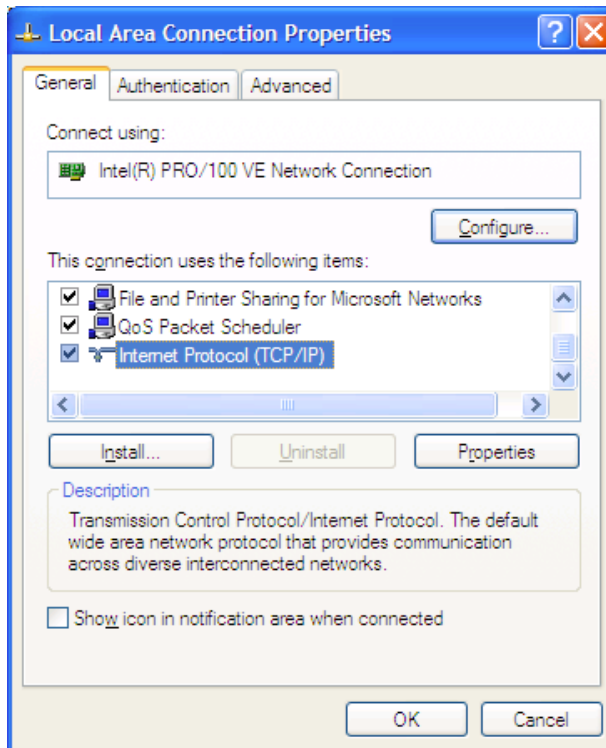 Local Area Connection Properties
General Authentication Advanced
Connect using:
Intel(R) PRO/100 VE Network Connection
Configure...
This connection uses the following items:
File and Printer Sharing for Microsoft Networks
QoS Packet Scheduler
Internet Protocol (TCP/IP)
Install... Uninstall Properties
Description
Transmission Control Protocol/Internet Protocol. The default
wide area network protocol that provides communication
across diverse interconnected networks.
Show icon in notification area when connected
OK Cancel